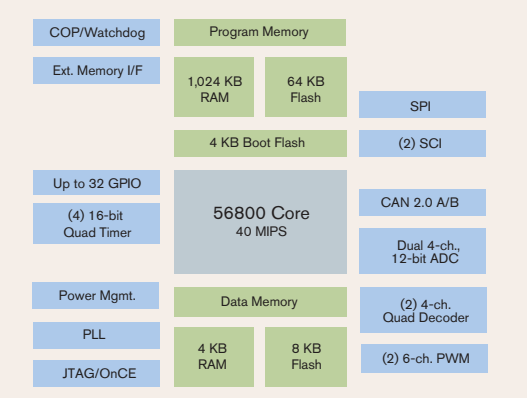 COP/Watchdog
Ext. Memory I/F
Program Memory
1,024 KB
RAM
64 KB
Flash
4 KB Boot Flash
SPI
(2) SCI
Up to 32 GPIO
(4) 16-bit
Quad Timer
56800 Core
40 MIPS
CAN 2.0 A/B
Dual 4-ch.,
12-bit ADC
Power Mgmt.
PLL
JTAG/OnCE
Data Memory
4 KB
RAM
8 KB
Flash
(2) 4-ch.
Quad Decoder
(2) 6-ch. PWM